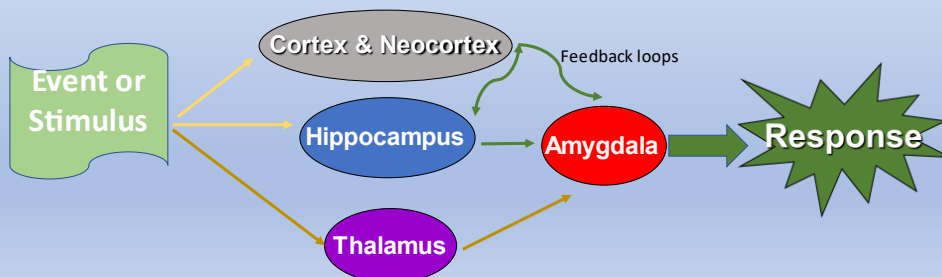 Cortex & Neocortex
Feedback loops
Event or
Stimulus
Hippocampus
Amygdala
Response
Thalamus